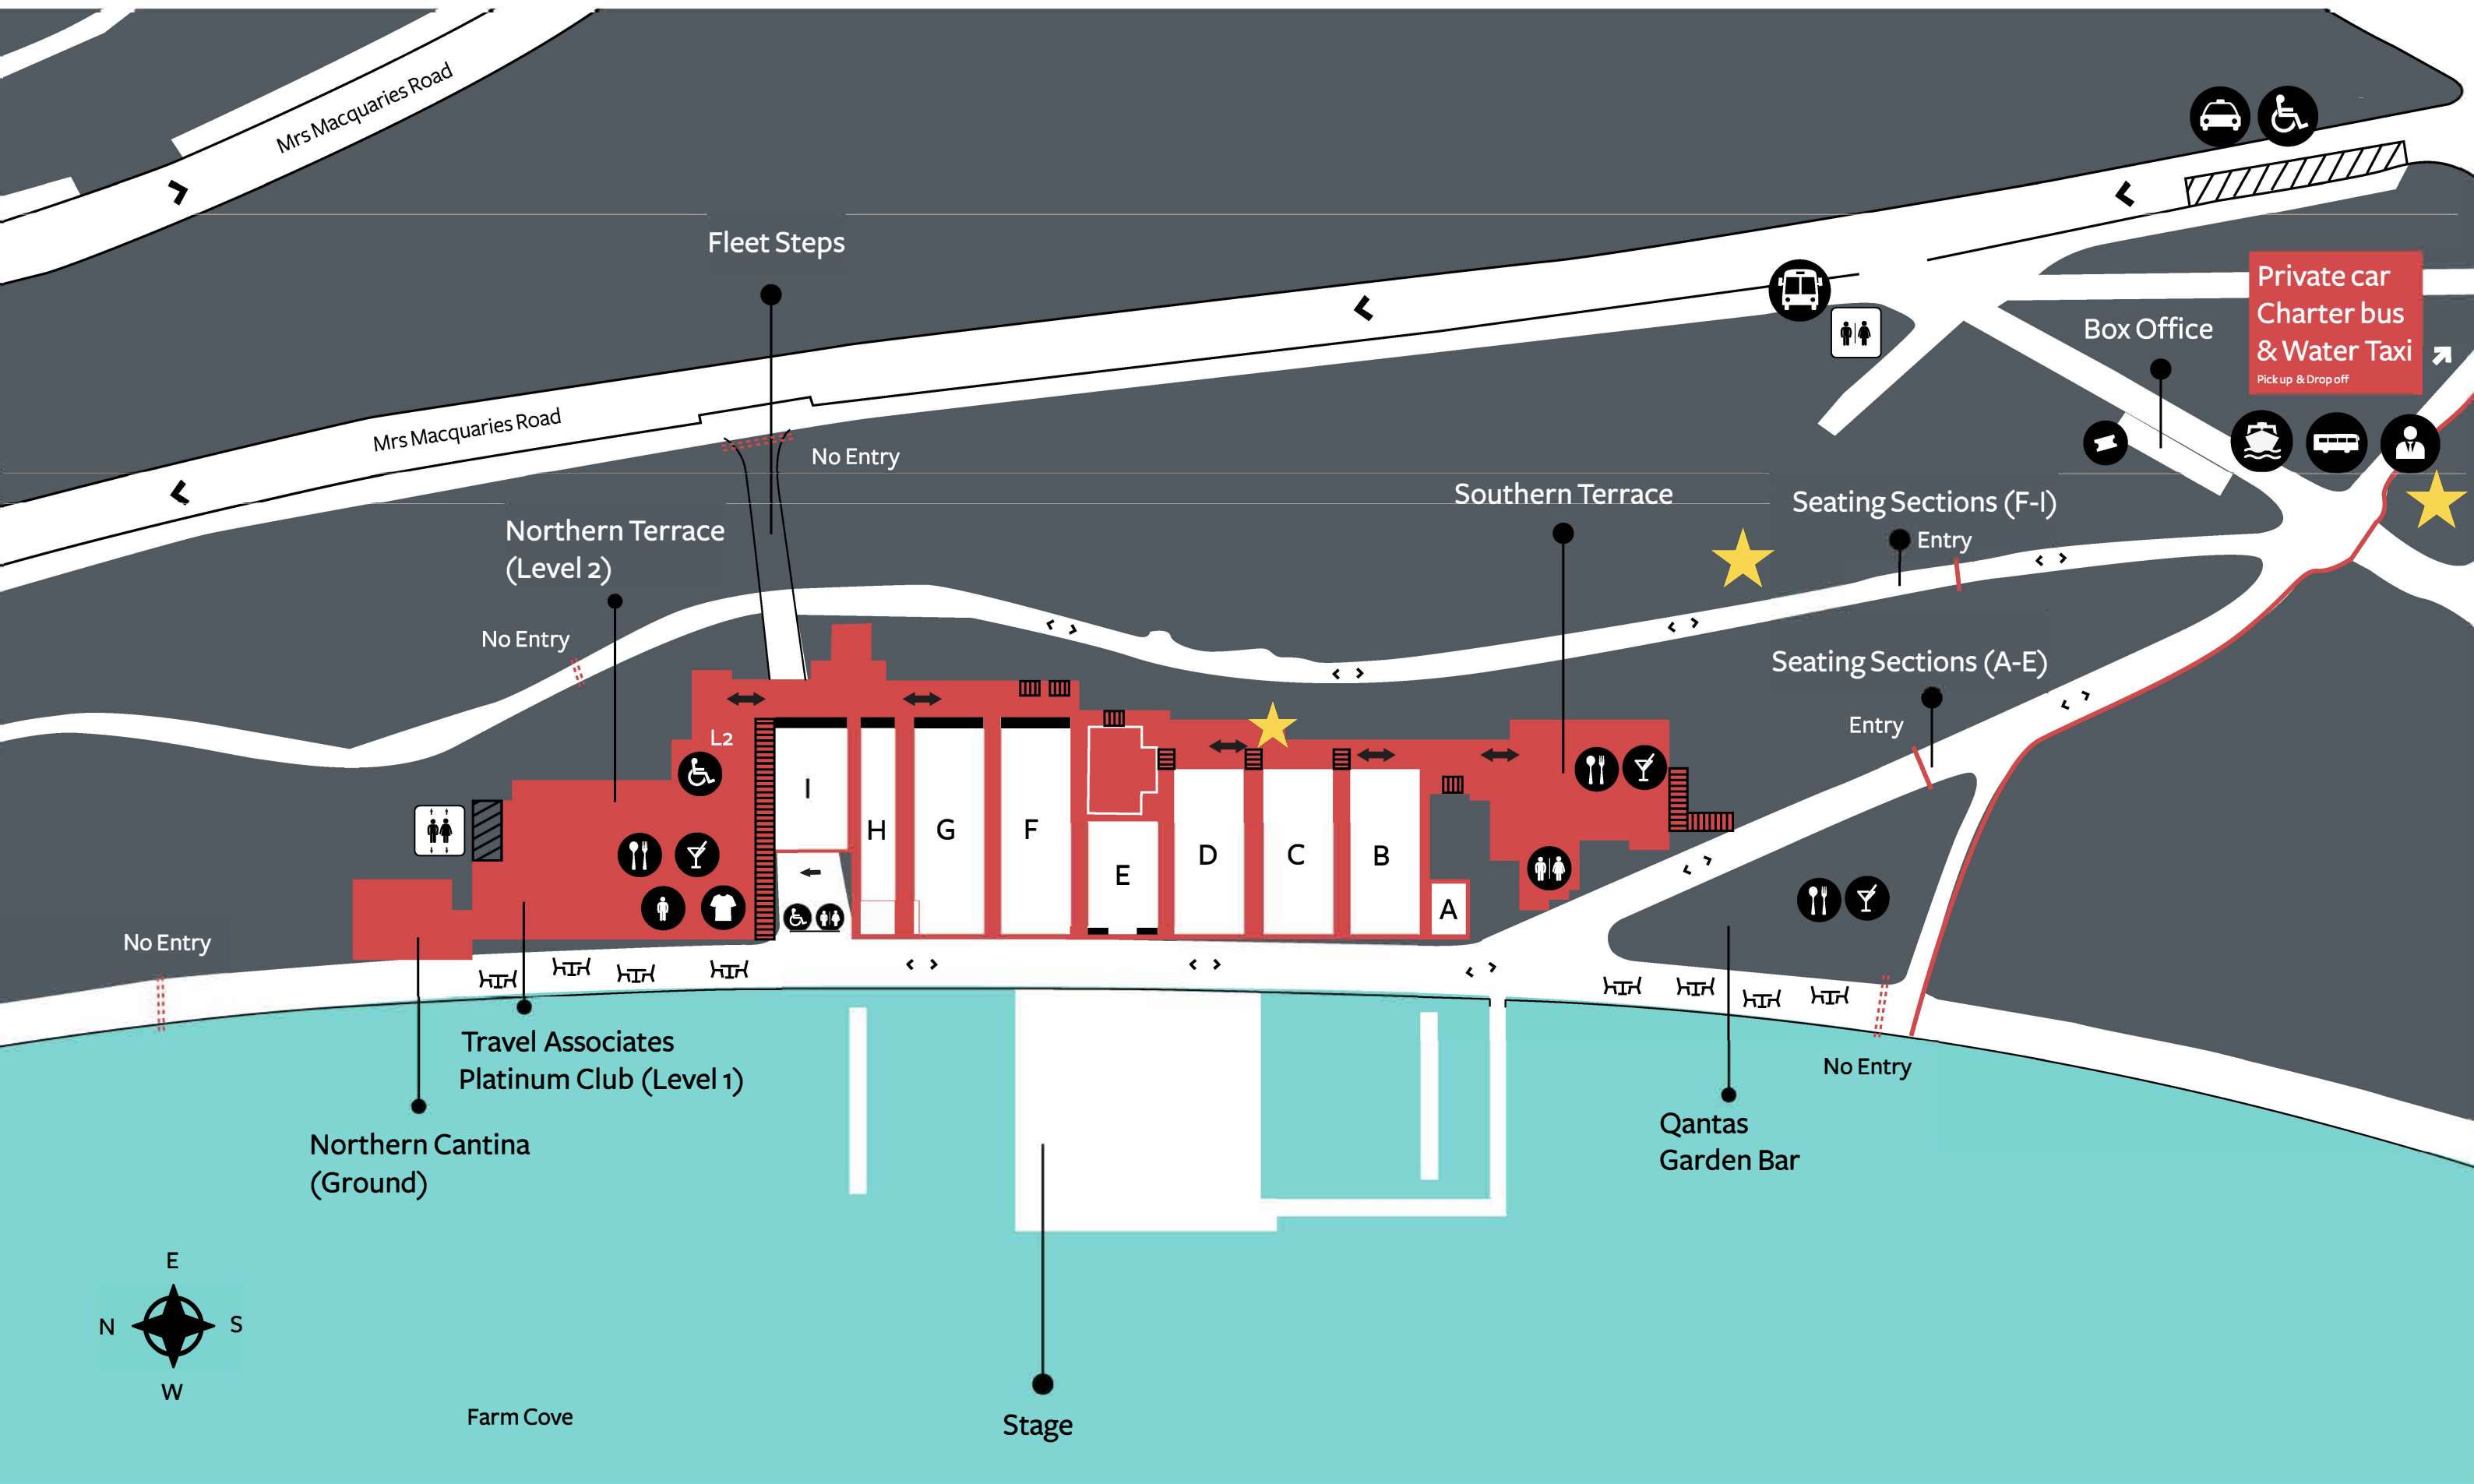 Mrs Macquaries Road
Fleet Steps
Private car
Charter bus
& Water Taxi
Pick up & Drop off
Box Office
Mrs Macquaries Road
No Entry
Southern Terrace
Seating Sections (F-I)
Entry
Northern Terrace
(Level 2)
No Entry
Seating Sections (A-E)
Entry
L2
I
H
G
F
E
D
C
B
A
No Entry
Travel Associates
Platinum Club (Level 1)
No Entry
Northern Cantina
(Ground)
Qantas
Garden Bar
E
N
S
W
Farm Cove
Stage